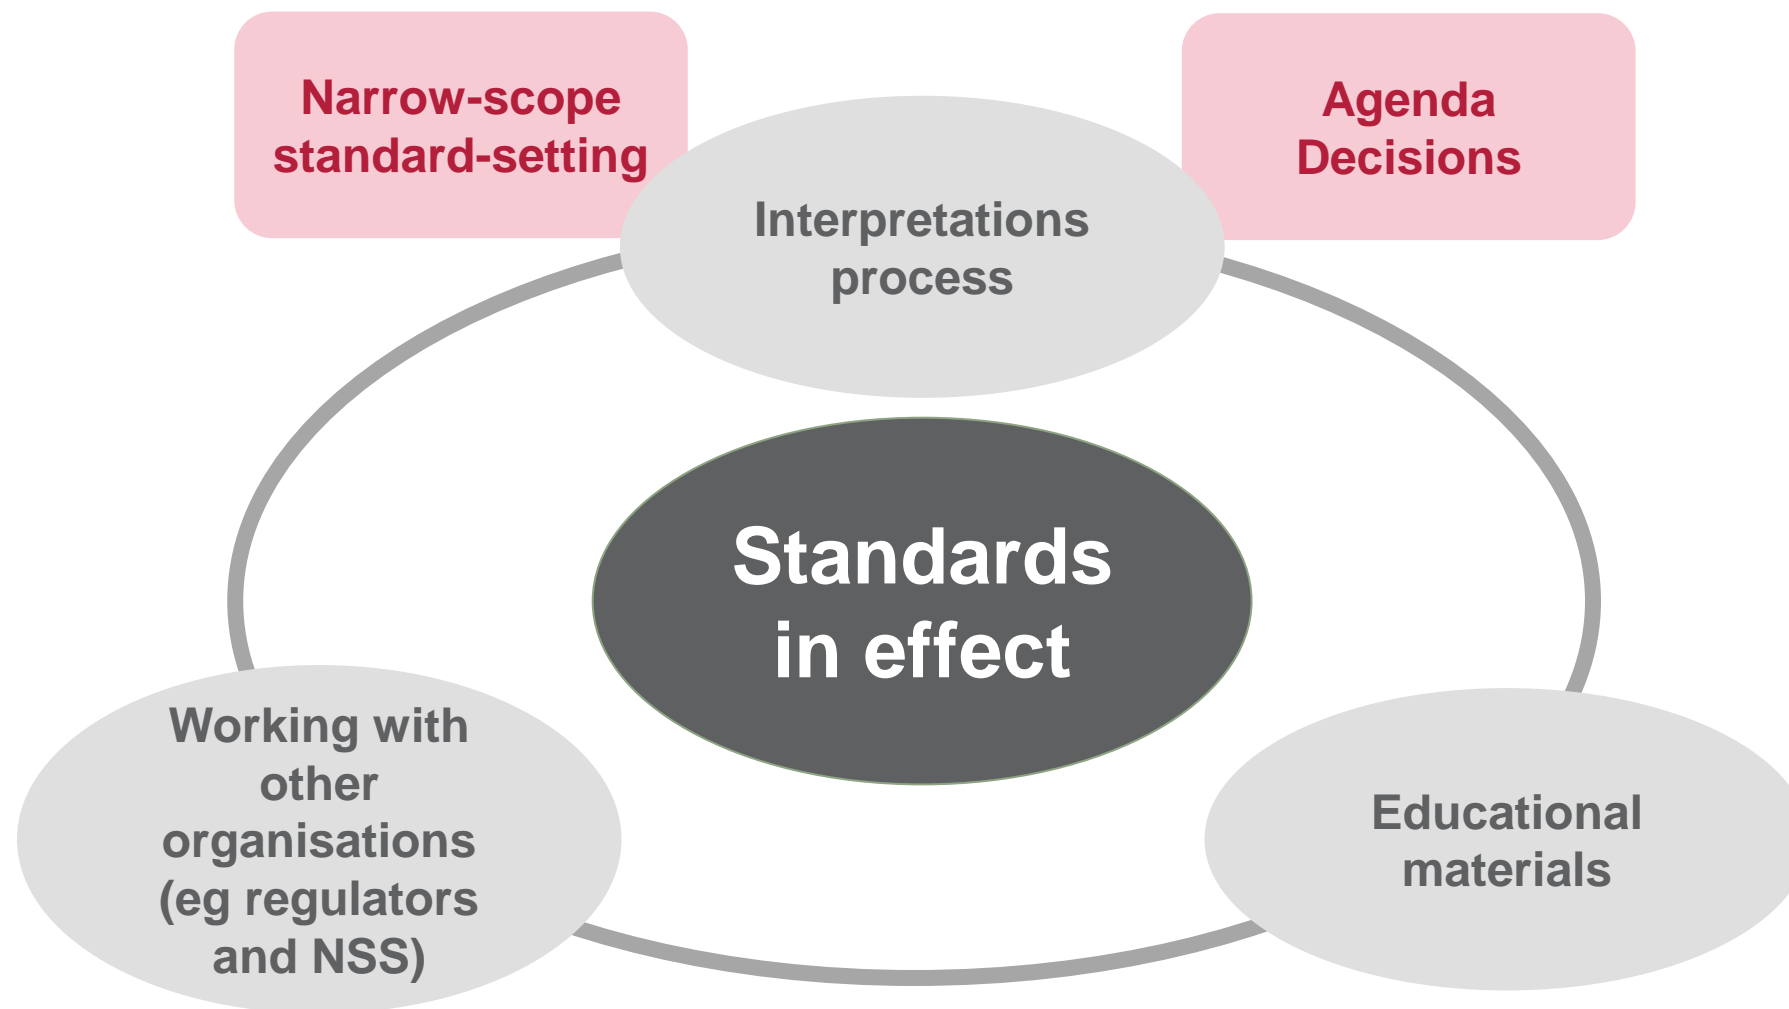 Narrow-scope
standard-setting
Agenda
Decisions
Interpretations
process
Standards
in effect
Working with
other
organisations
(eg regulators
and NSS)
Educational
materials